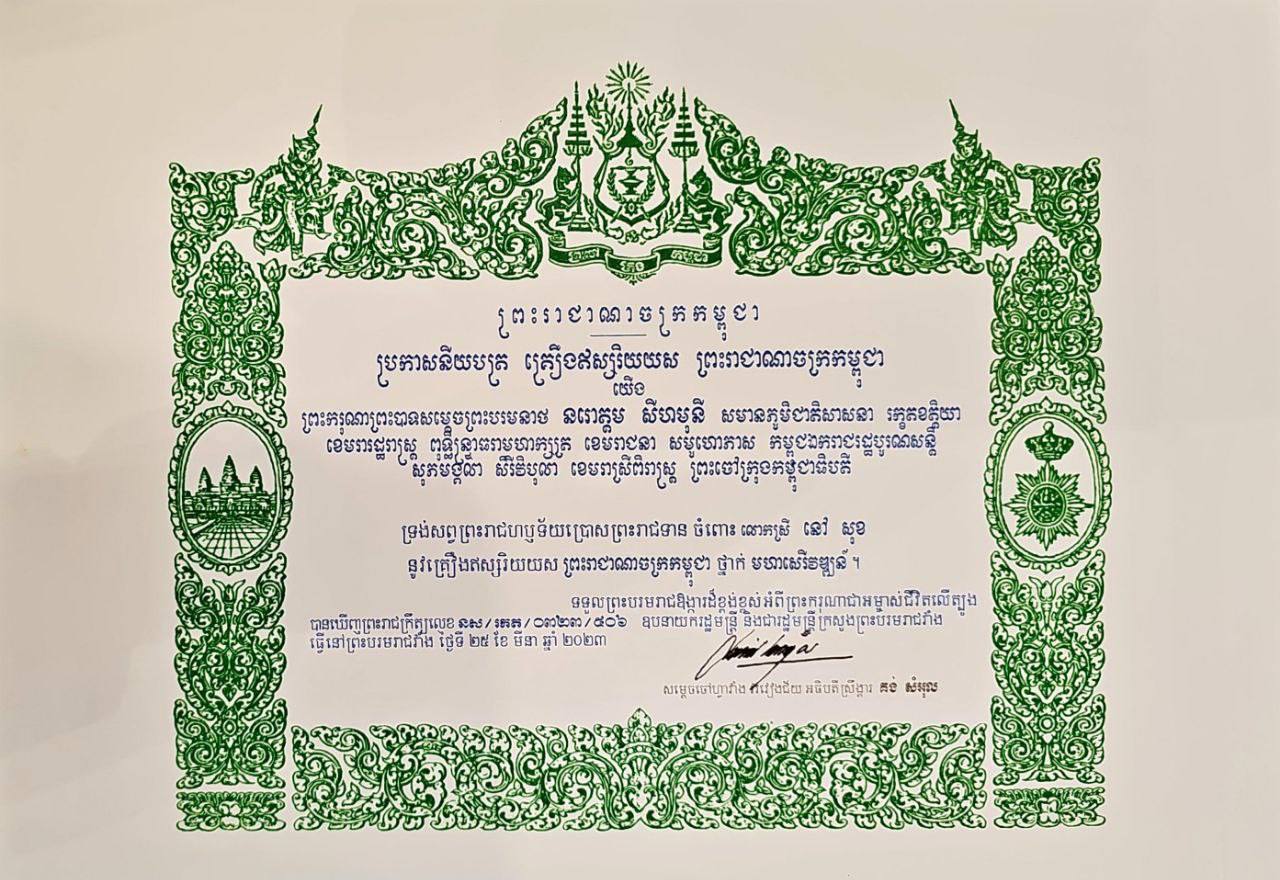 ព្រះរាជាណាចក្រកម្ពុជា
ប្រកាសនីយបត្រ គ្រឿងឥស្សរិយយស ព្រះរាជាណាចក្រកម្ពុជា
យើង
ព្រះករុណាព្រះបាទសម្តេចព្រះបរមនាថ នរោត្តម សីហមុនី សមានភូមិជាតិសាសនា រក្ខតខត្តិយា
ខេមរារដ្ឋរាស្ត្រ ពុទ្ធិន្ទ្រាធរាមហាក្សត្រ ខេមរាជនា សមូហោភាស កម្ពុជឯករាជរដ្ឋបូរណសន្តិ
សុភមង្គលា សិរីវិបុលា ខេមរាស្រីពិរាស្ត្រ ព្រះចៅក្រុងកម្ពុជាធិបតី
ទ្រង់សព្វព្រះរាជហឫទ័យប្រោសព្រះរាជទាន ចំពោះ លោកស្រី នៅ សុខ
នូវគ្រឿងឥស្សរិយយស ព្រះរាជាណាចក្រកម្ពុជា ថ្នាក់ មហាសេរីវឌ្ឍន៍ ។
ទទួលព្រះបរមរាជឱង្ការដ៏ខ្ពង់ខ្ពស់អំពីព្រះករុណាជាអម្ចាស់ជីវិតលើត្បូង
បានឃើញព្រះរាជក្រឹត្យលេខ នស/រកត/០៣២៣/៥០៦ ឧបនាយករដ្ឋមន្ត្រី និងជារដ្ឋមន្ត្រីក្រសួងព្រះបរមរាជវាំង
ធ្វើនៅព្រះបរមរាជវាំង ថ្ងៃទី ២៥ ខែ មីនា ឆ្នាំ ២០២៣
សម្តេចចៅហ្វាវាំង វរវៀងជ័យ អធិបតីស្រឹង្គារ គង់ សំអុល